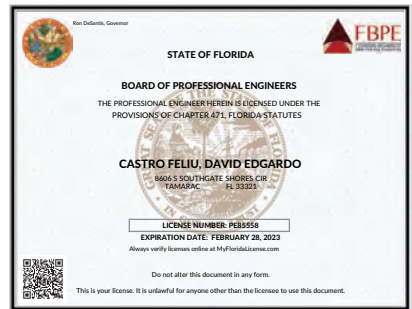 Ron DeSantis, Governor
FBPE
STATE OF FLORIDA
BOARD OF PROFESSIONAL ENGINEERS
THE PROFESSIONAL ENGINEER HEREIN IS LICENSED UNDER THE
PROVISIONS OF CHAPTER 471, FLORIDA STATUTES
CASTRO FELIU, DAVID EDGARDO
8606 S SOUTHGATE SHORES CIR
TAMARAC FL 33321
LICENSE NUMBER: PE85558
EXPIRATION DATE: FEBRUARY 28, 2023
Always verify licenses online at MyFloridaLicense.com
Do not alter this document in any form.
This is your license. It is unlawful for anyone other than the licensee to use this document.